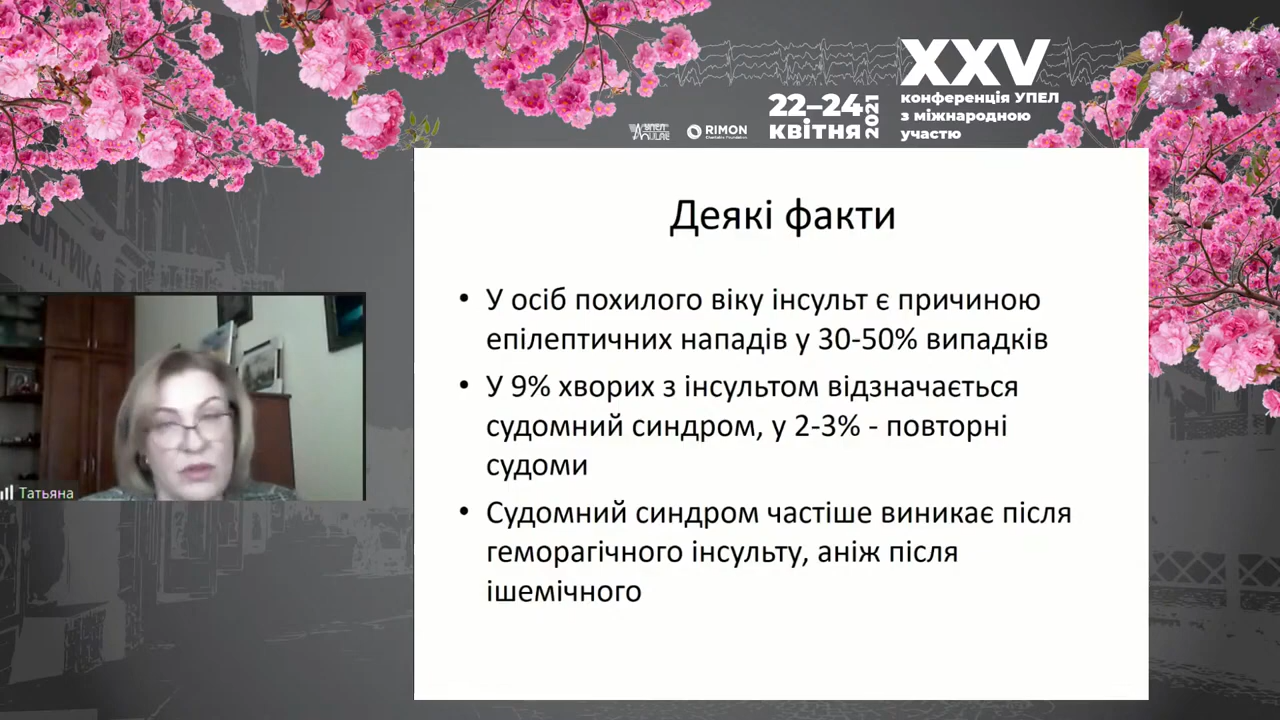 XXV
конференція УПЕЛ
з міжнародною
участю
22–24
квітня
2021
RIMON
Деякі факти
• У осіб похилого віку інсульт є причиною
епілептичних нападів у 30-50% випадків
• У 9% хворих з інсультом відзначається
судомний синдром, у 2-3% - повторні
судоми
• Судомний синдром частіше виникає після
геморагічного інсульту, аніж після
ішемічного
Татьяна